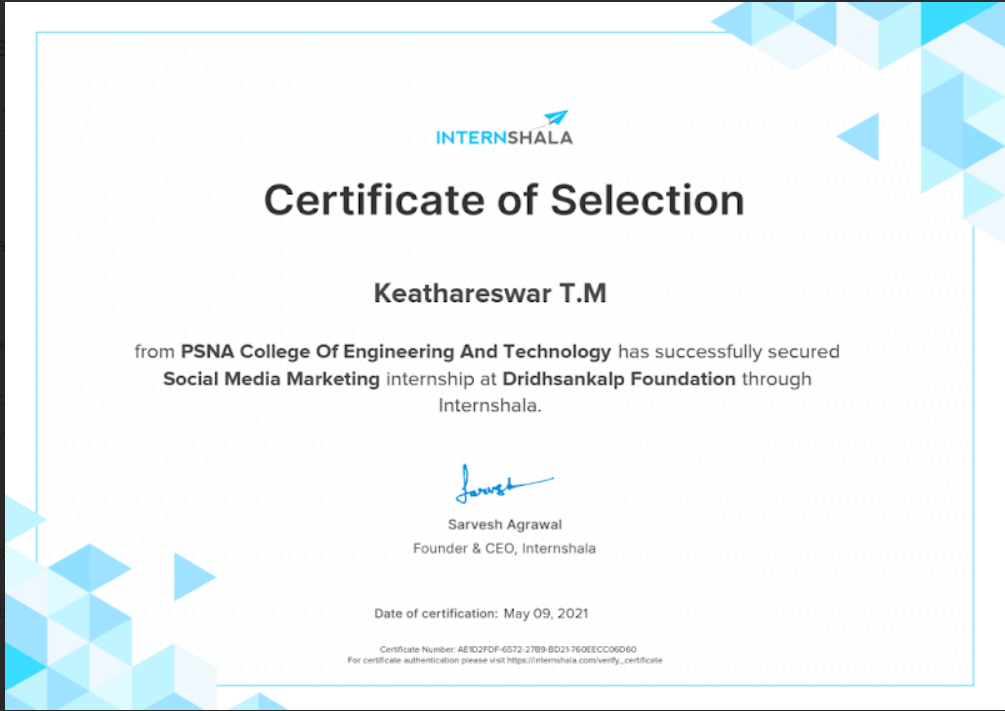 INTERNSHALA
Certificate of Selection
Keathareswar T.M
from PSNA College Of Engineering And Technology has successfully secured
Social Media Marketing internship at Dridhsankalp Foundation through
Internshala.
Sarvesh
Sarvesh Agrawal
Founder & CEO, Internshala
Date of certification: May 09, 2021
Certificate Number: AE1D2FDF-6572-27B9-BD21-760EECC06D60
For certificate authentication please visit https://internshala.com/verify_certificate